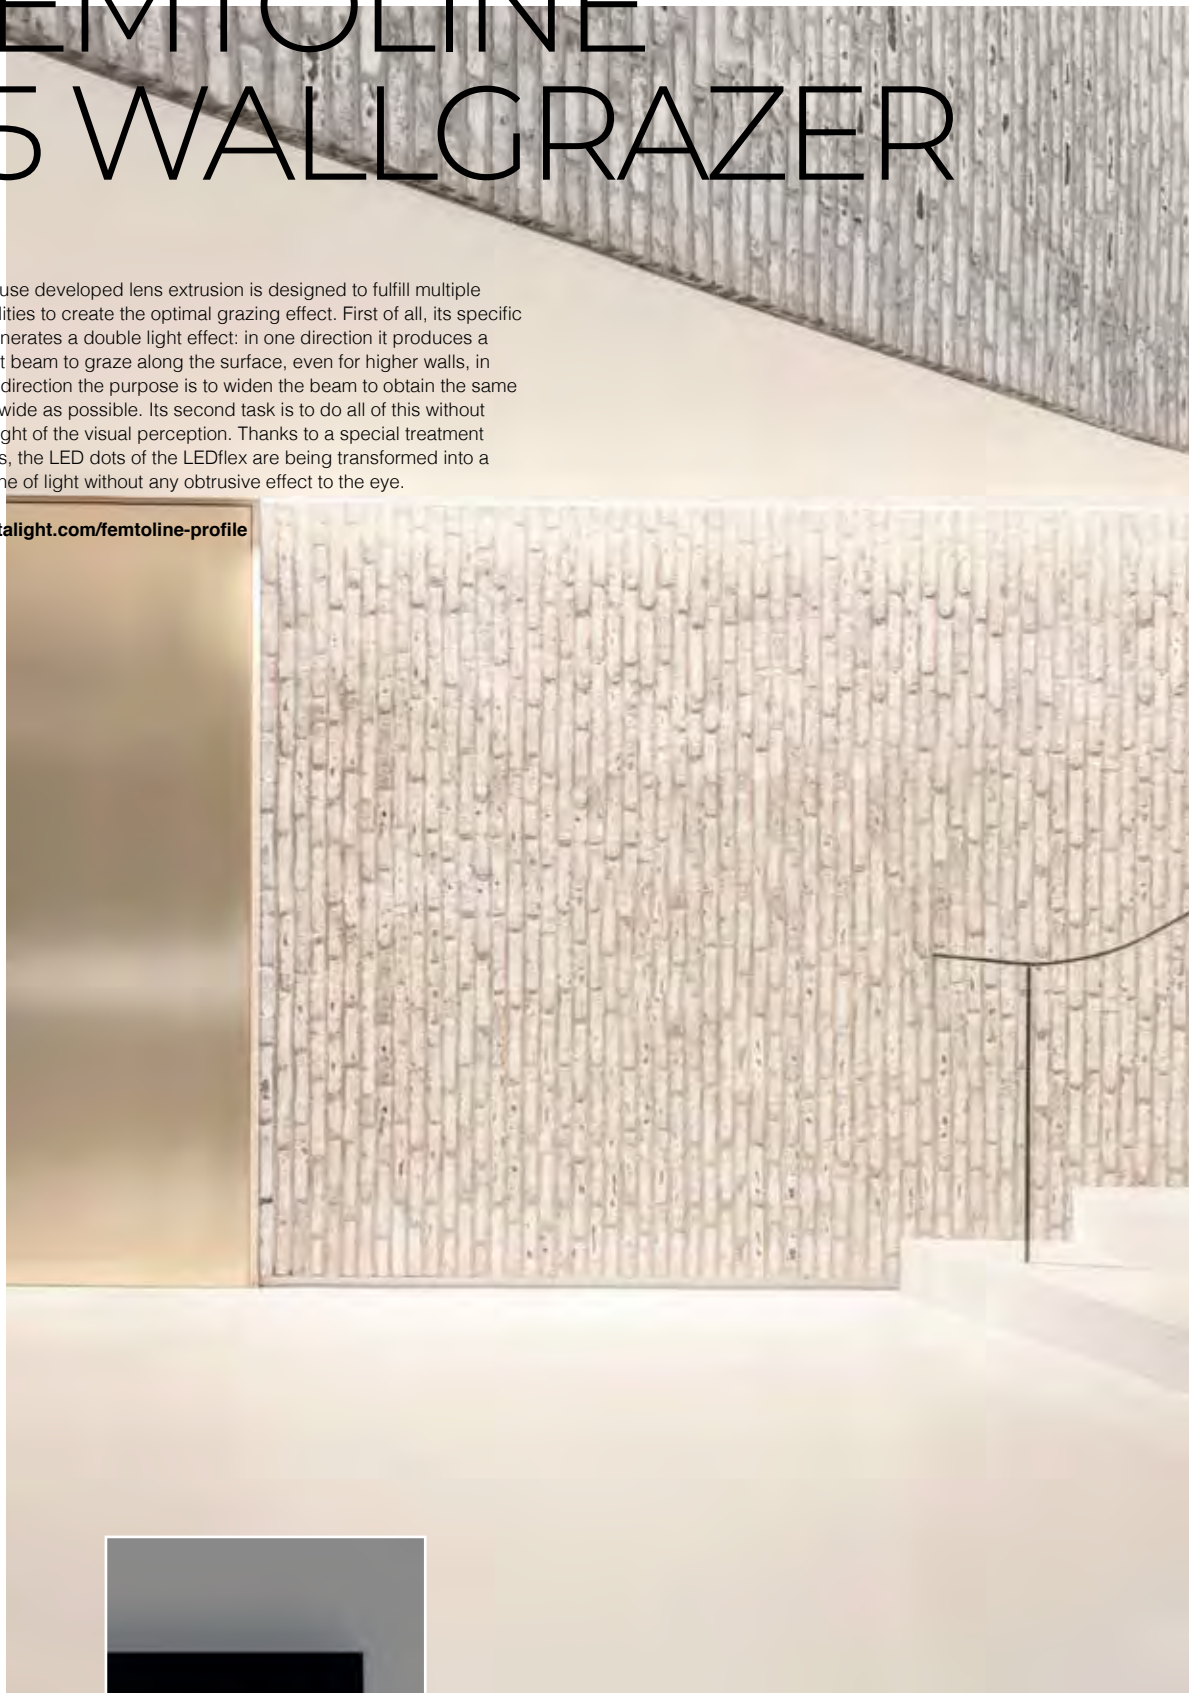 EMTOLINE
5 WALLGRAZER
use developed lens extrusion is designed to fulfill multiple
lities to create the optimal grazing effect. First of all, its specific
nerates a double light effect: in one direction it produces a
t beam to graze along the surface, even for higher walls, in
direction the purpose is to widen the beam to obtain the same
wide as possible. Its second task is to do all of this without
ght of the visual perception. Thanks to a special treatment
s, the LED dots of the LEDflex are being transformed into a
ne of light without any obtrusive effect to the eye.
talight.com/femtoline-profile